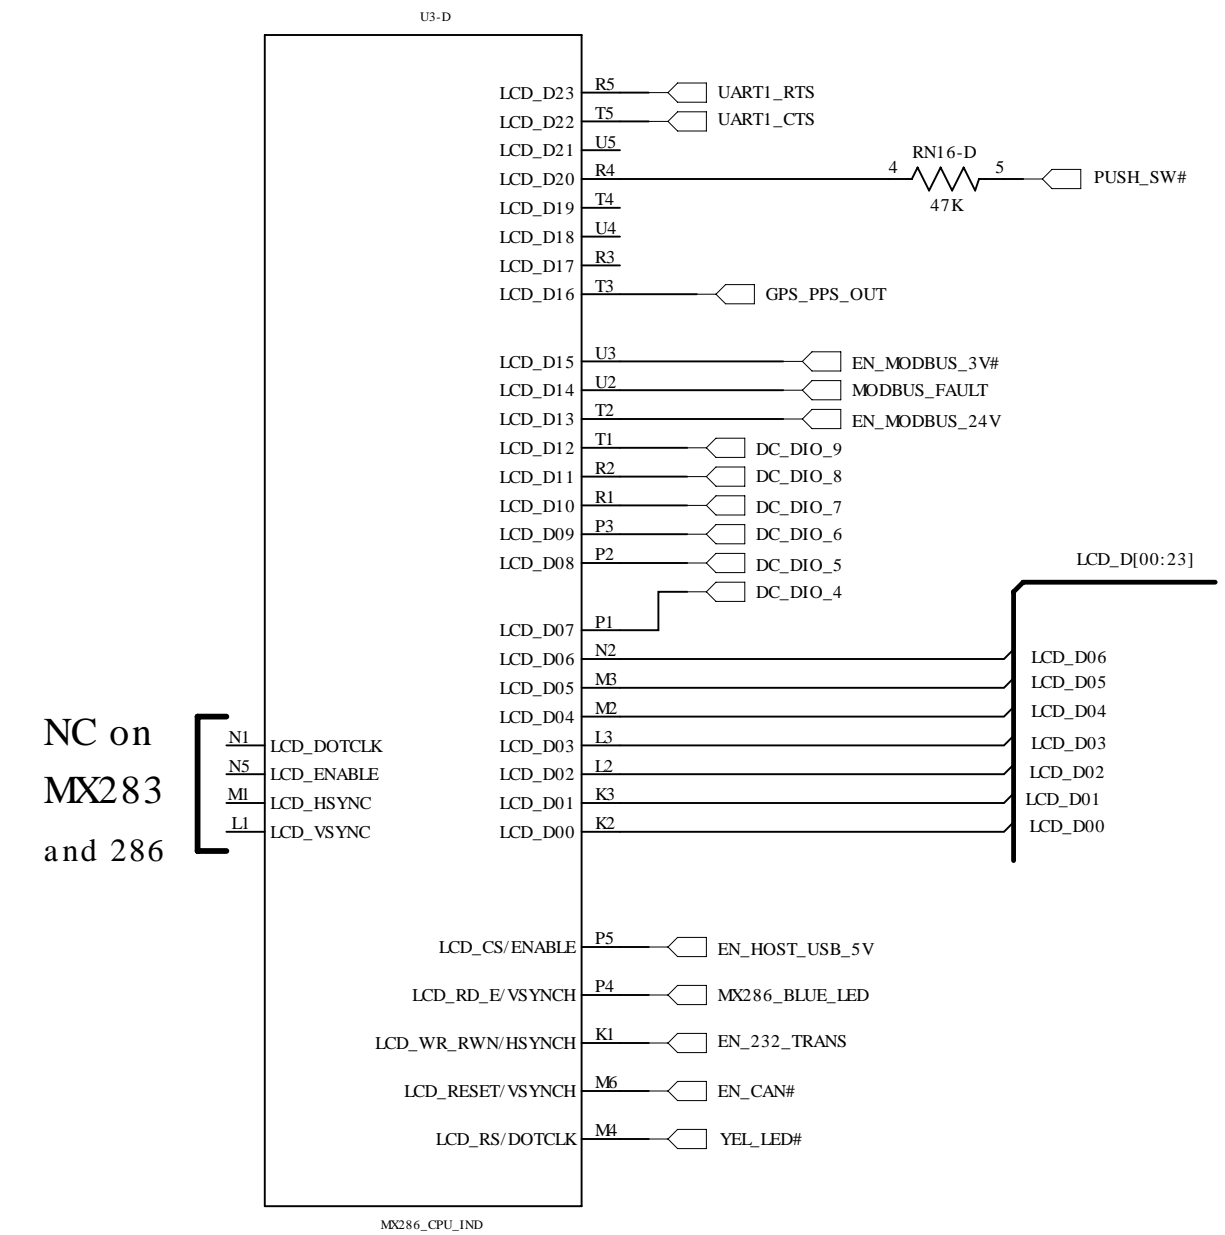 U3-D
LCD_D23 R5 UART1_RTS
LCD_D22 T5 UART1_CTS
LCD_D21 U5
RN16-D
LCD_D20 R4 4 5 PUSH_SW#
47K
LCD_D19 T4
LCD_D18 U4
LCD_D17 R3
LCD_D16 T3 GPS_PPS_OUT
LCD_D15 U3 EN_MODBUS_3V#
LCD_D14 U2 MODBUS_FAULT
LCD_D13 T2 EN_MODBUS_24V
LCD_D12 T1 DC_DIO_9
LCD_D11 R2 DC_DIO_8
LCD_D10 R1 DC_DIO_7
LCD_D09 P3 DC_DIO_6
LCD_D08 P2 DC_DIO_5
LCD_D[00:23]
DC_DIO_4
LCD_D07 P1
LCD_D06 N2 LCD_D06
LCD_D05 M3 LCD_D05
LCD_D04 M2 LCD_D04
NC on
MX283
and 286
N1 LCD_DOTCLK LCD_D03 L3 LCD_D03
N5 LCD_ENABLE LCD_D02 L2 LCD_D02
M1 LCD_HSYNC LCD_D01 K3 LCD_D01
L1 LCD_VSYNC LCD_D00 K2 LCD_D00
LCD_CS/ENABLE P5 EN_HOST_USB_5V
LCD_RD_E/VSYNCH P4 MX286_BLUE_LED
LCD_WR_RWN/HSYNCH K1 EN_232_TRANS
LCD_RESET/VSYNCH M6 EN_CAN#
LCD_RS/DOTCLK M4 YEL_LED#
MX286_CPU_IND